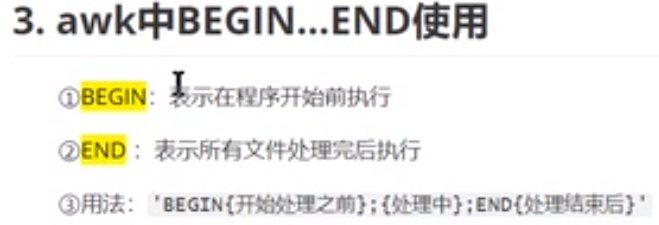 3. awk中BEGIN...END使用
①BEGIN：表示在程序开始前执行
②END ：表示所有文件处理完后执行
③用法： 'BEGIN{开始处理之前};{处理中};END{处理结束后}'